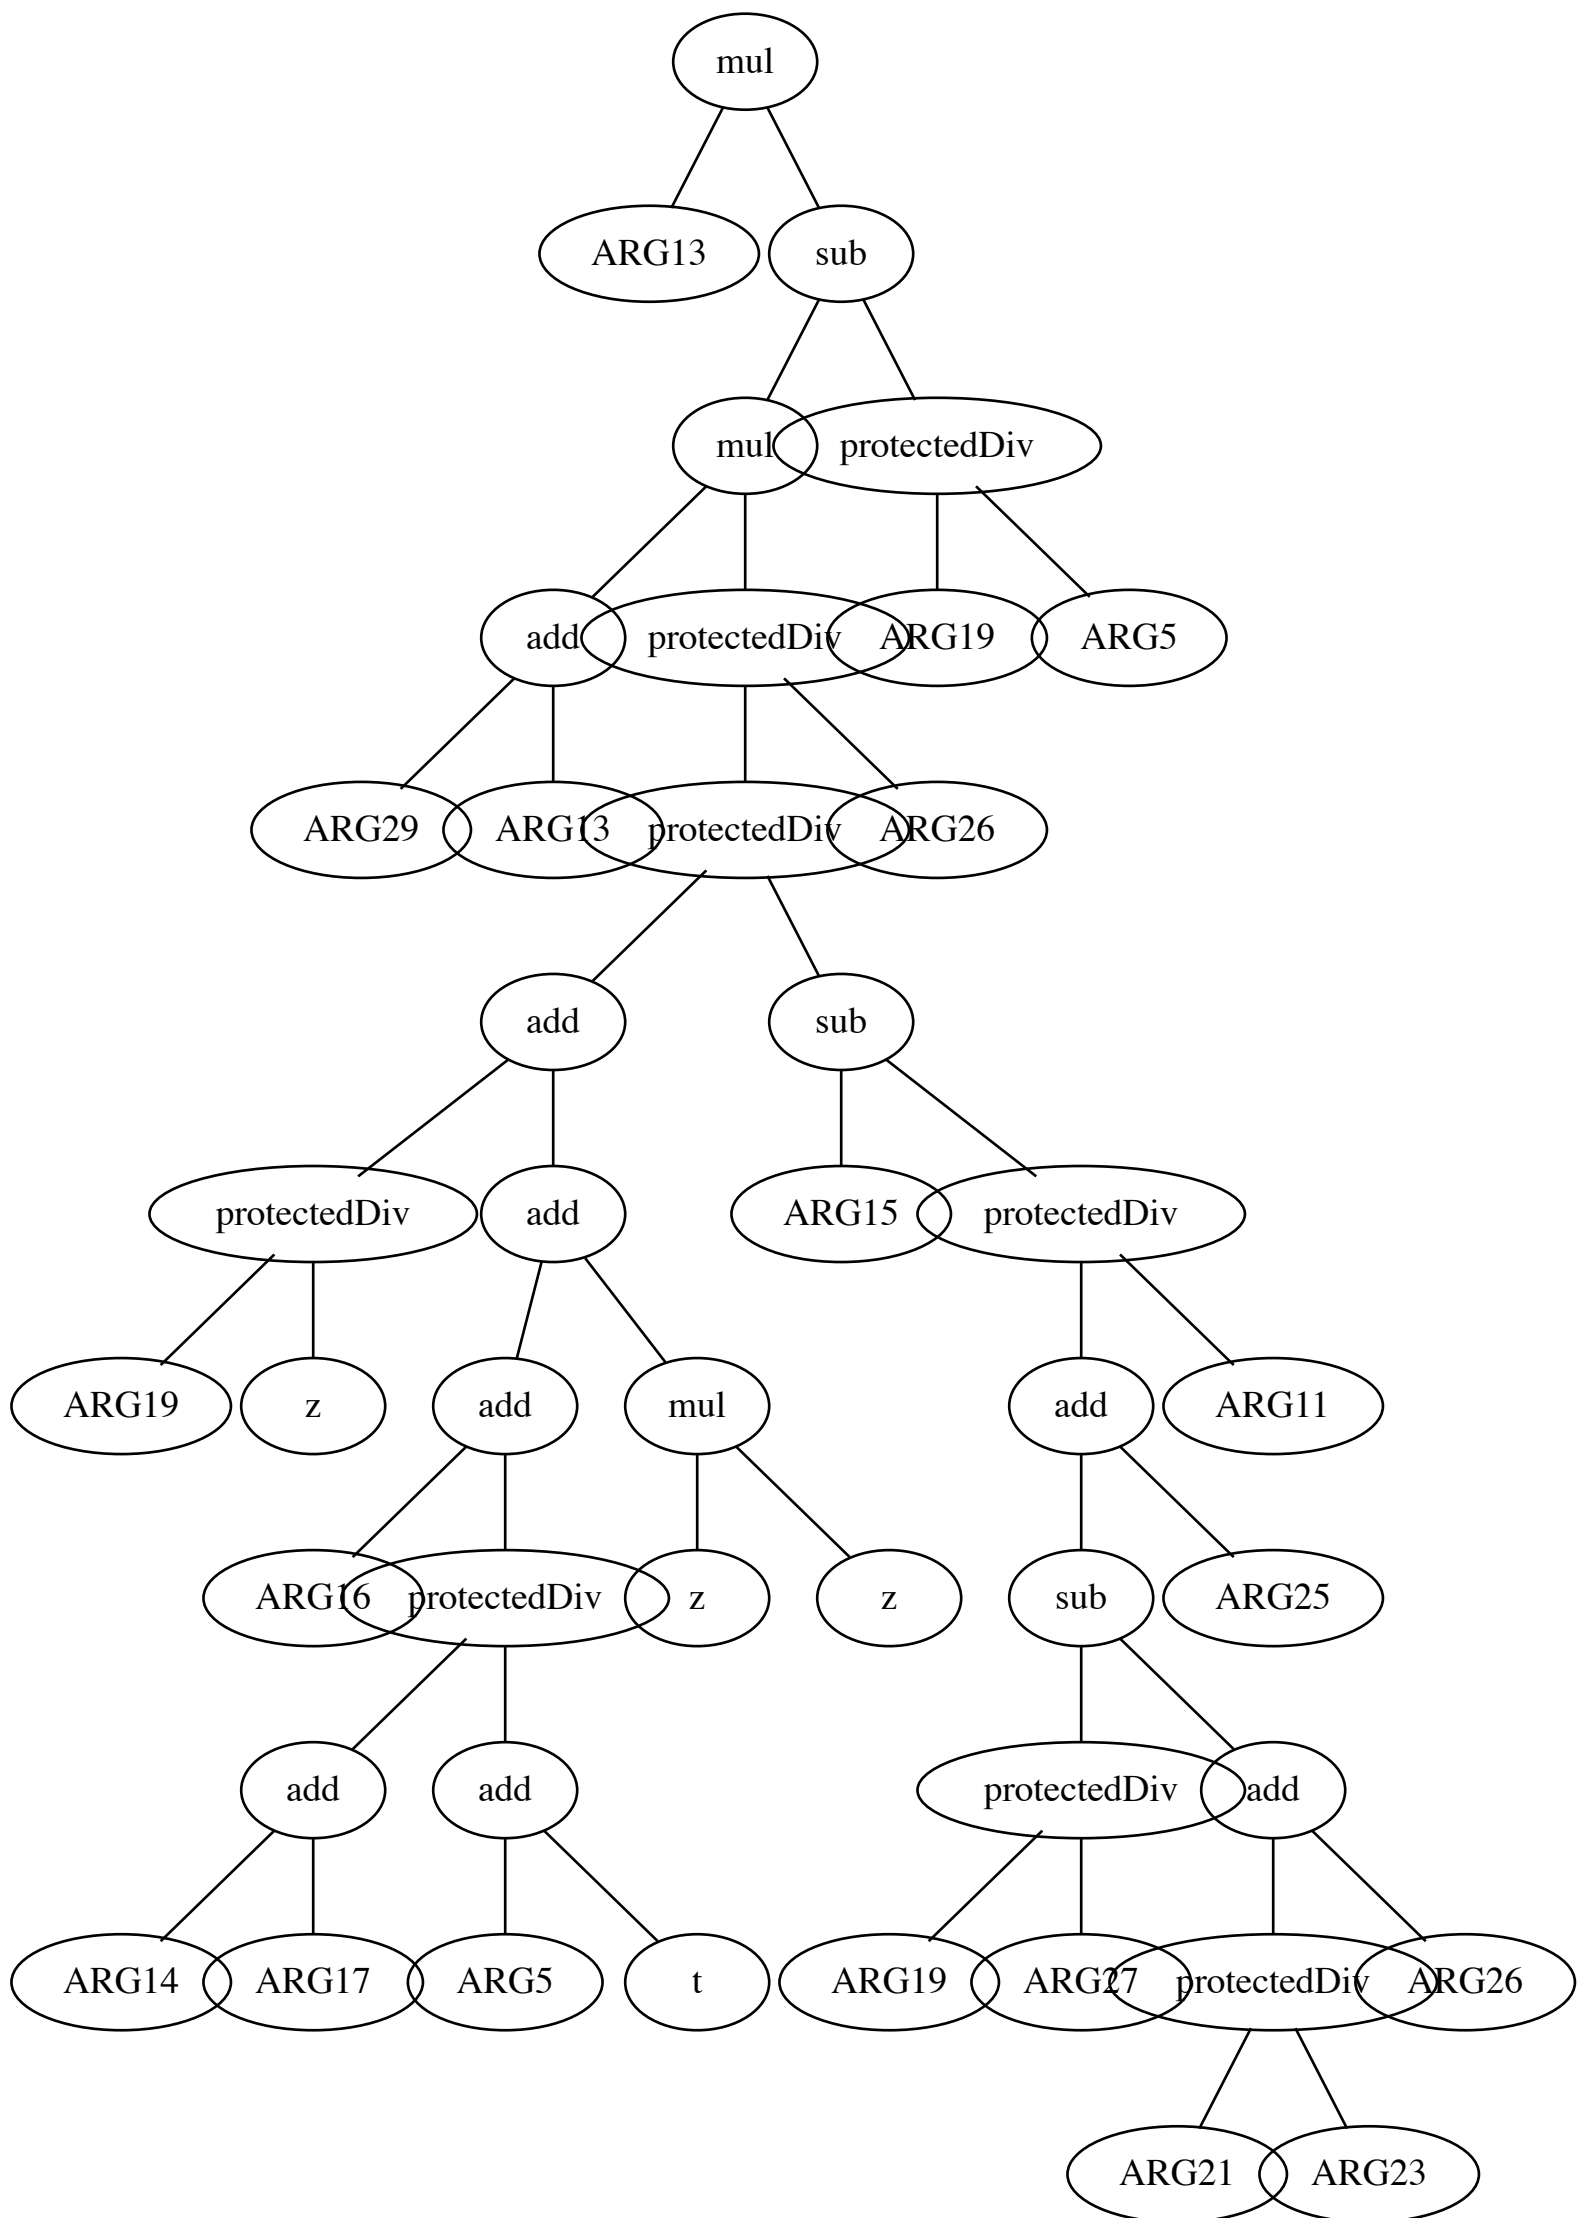 mul
ARG13 sub
mul protectedDiv
add protectedDiv ARG19 ARG5
ARG29 ARG13 protectedDiv ARG26
add sub
protectedDiv add ARG15 protectedDiv
ARG19 z add mul add ARG11
ARG16 protectedDiv z z sub ARG25
add add protectedDiv add
ARG14 ARG17 ARG5 t ARG19 ARG27 protectedDiv ARG26
ARG21 ARG23